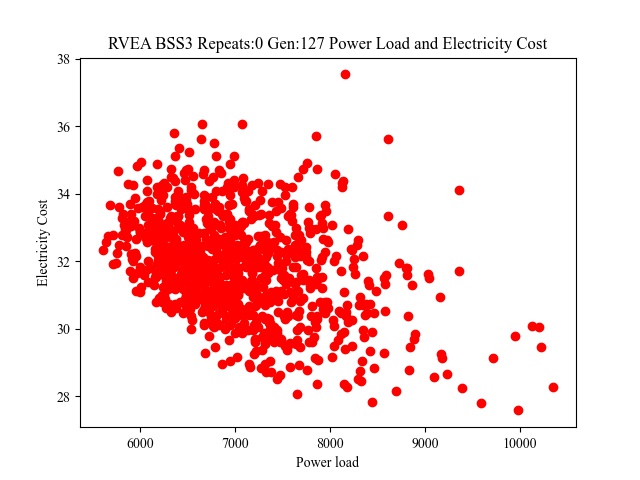 RVEA BSS3 Repeats:0 Gen:127 Power Load and Electricity Cost
38
36
34
32
30
28
Electricity Cost
6000 7000 8000 9000 10000
Power load